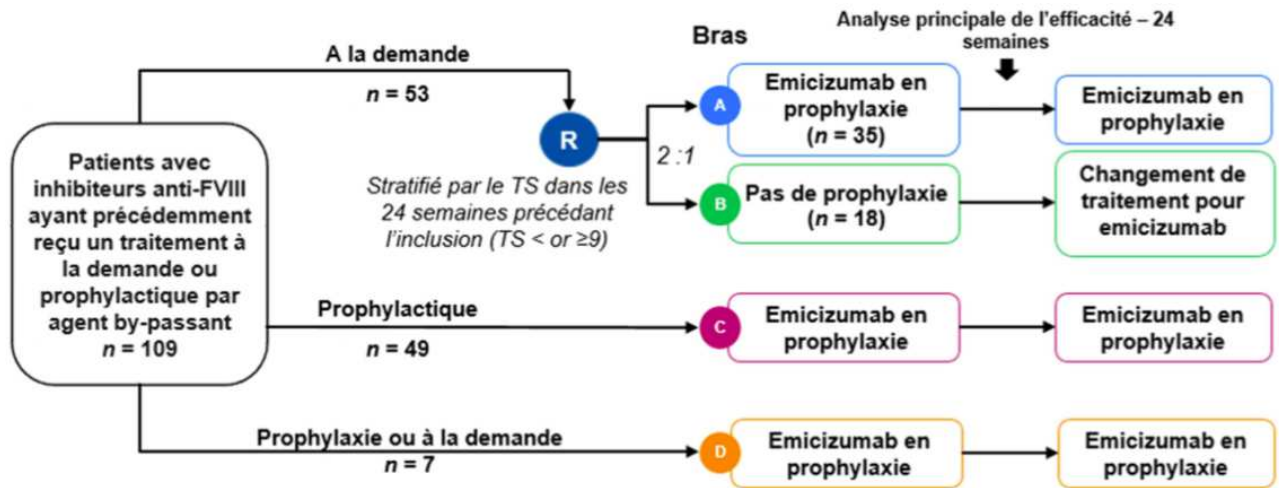 Patients avec
inhibiteurs anti-FVIII
ayant précédemment
reçu un traitement à
la demande ou
prophylactique par
agent by-passant
n = 109
A la demande
n = 53
R
Stratifié par le TS dans les
24 semaines précédant
l'inclusion (TS < or ≥9)
2 :1
Bras
Analyse principale de l'efficacité – 24
semaines
A
Emicizumab en
prophylaxie
(n = 35)
Emicizumab en
prophylaxie
B
Pas de prophylaxie
(n = 18)
Changement de
traitement pour
emicizumab
Prophylactique
n = 49
C
Emicizumab en
prophylaxie
Emicizumab en
prophylaxie
Prophylaxie ou à la demande
n = 7
D
Emicizumab en
prophylaxie
Emicizumab en
prophylaxie